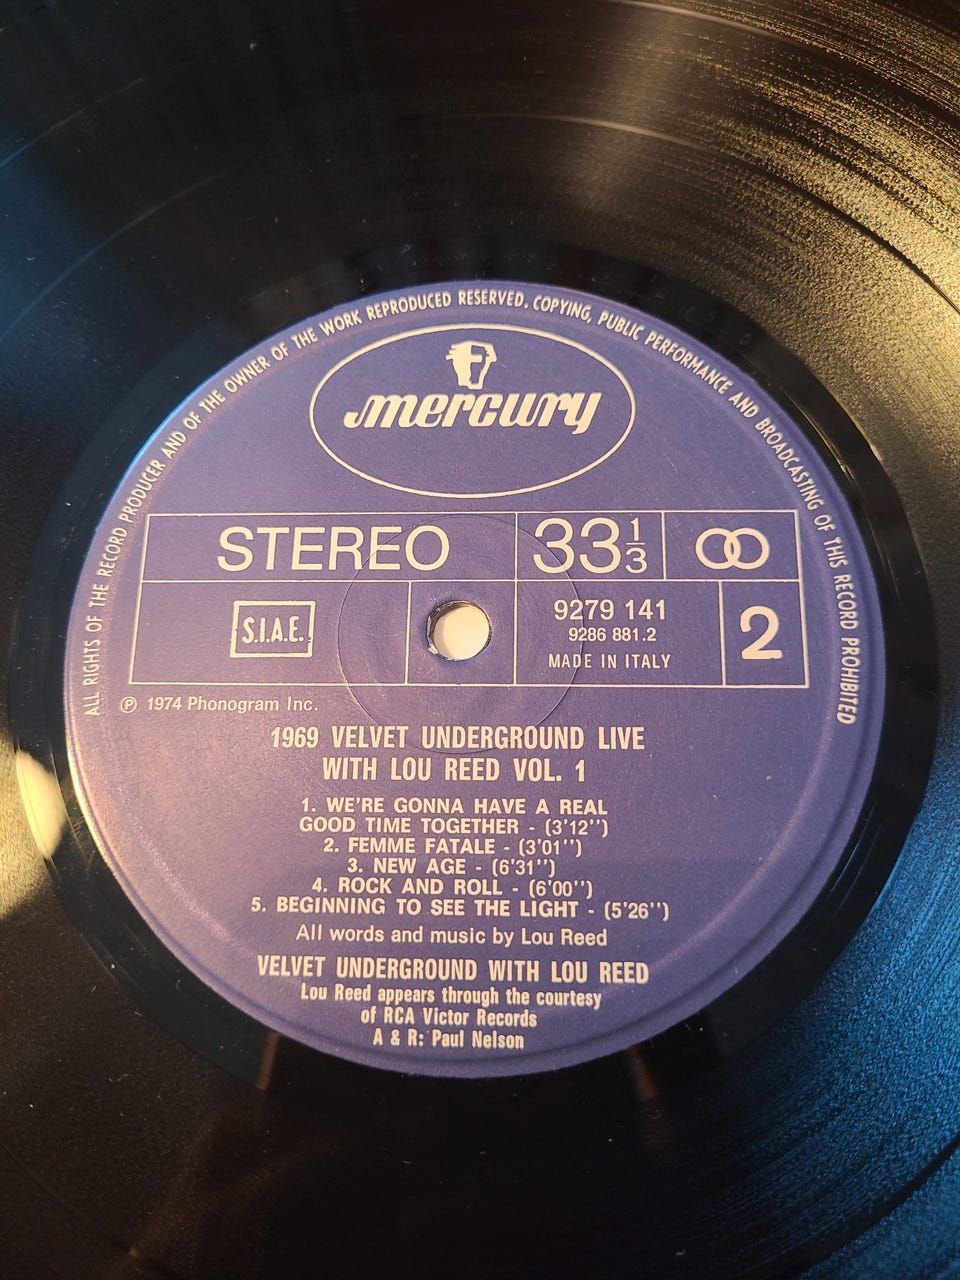 ALL RIGHTS OF THE RECORD PRODUCER AND OF THE OWNER OF THE WORK REPRODUCED RESERVED. COPYING, PUBLIC PERFORMANCE AND BROADCASTING OF THIS RECORD PROHIBITED
mercury
STEREO 33 1/3
S.I.A.E. 9279 141 2
9286 881.2
MADE IN ITALY
℗ 1974 Phonogram Inc.
1969 VELVET UNDERGROUND LIVE
WITH LOU REED VOL. 1
1. WE'RE GONNA HAVE A REAL
GOOD TIME TOGETHER - (3'12'')
2. FEMME FATALE - (3'01'')
3. NEW AGE - (6'31'')
4. ROCK AND ROLL - (6'00'')
5. BEGINNING TO SEE THE LIGHT - (5'26'')
All words and music by Lou Reed
VELVET UNDERGROUND WITH LOU REED
Lou Reed appears through the courtesy
of RCA Victor Records
A & R: Paul Nelson